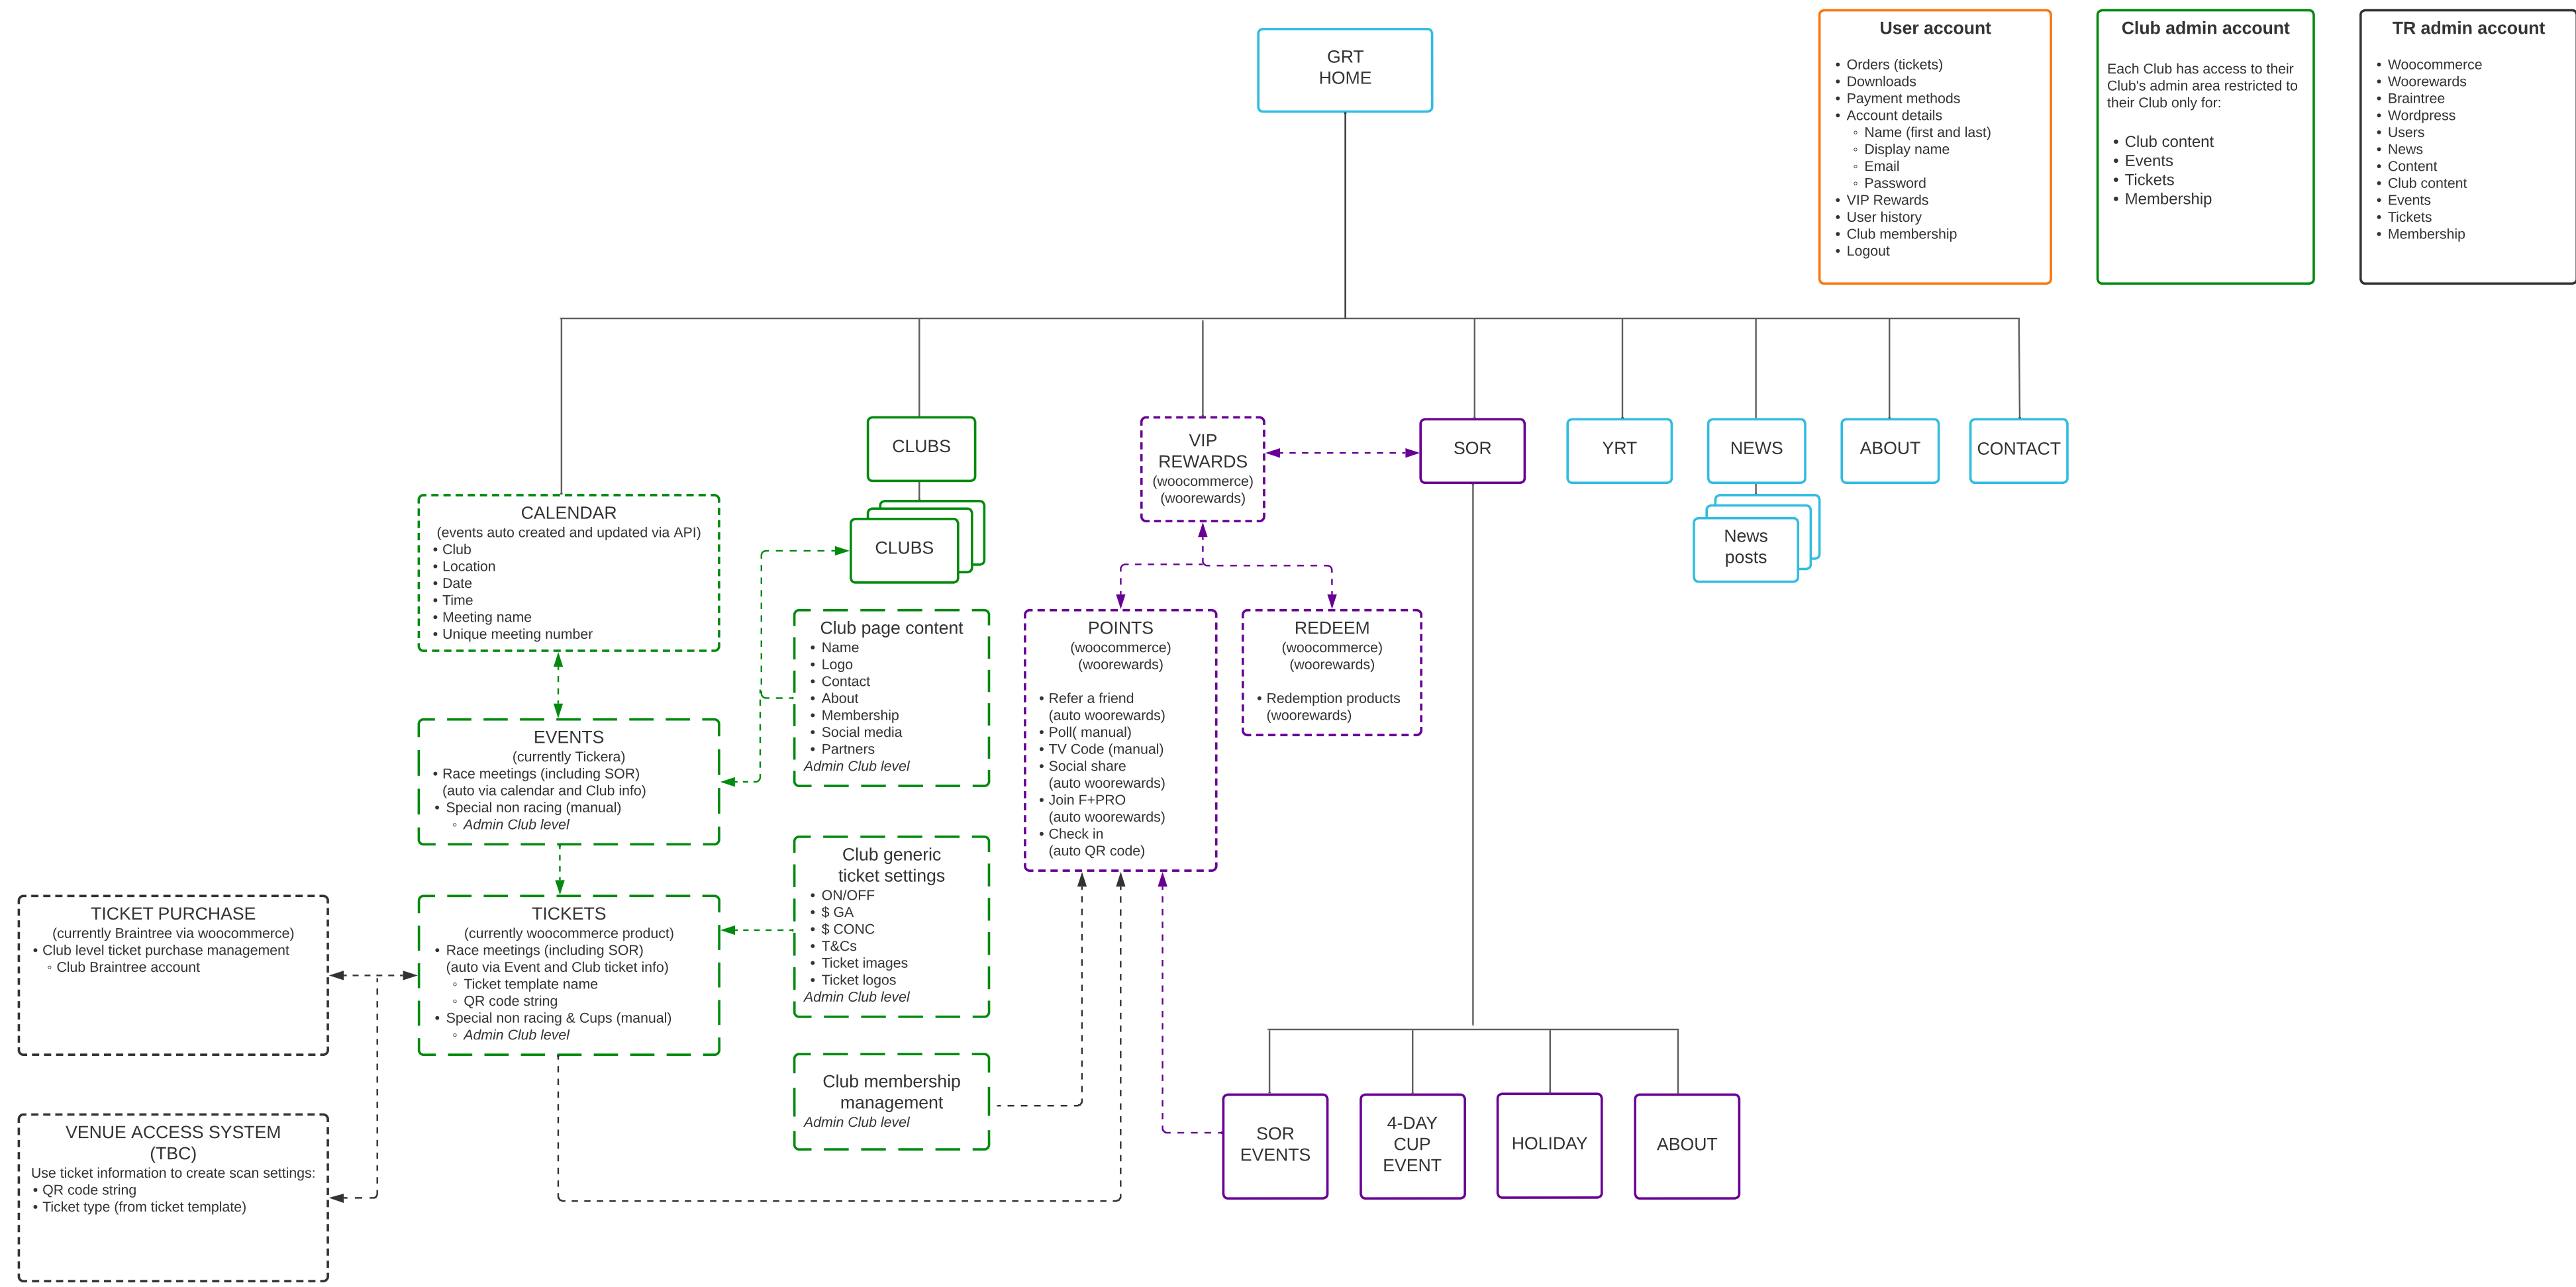 GRT
HOME
User account
• Orders (tickets)
• Downloads
• Payment methods
• Account details
◦ Name (first and last)
◦ Display name
◦ Email
◦ Password
• VIP Rewards
• User history
• Club membership
• Logout
Club admin account
Each Club has access to their
Club's admin area restricted to
their Club only for:
• Club content
• Events
• Tickets
• Membership
TR admin account
• Woocommerce
• Woorewards
• Braintree
• Wordpress
• Users
• News
• Content
• Club content
• Events
• Tickets
• Membership
CLUBS
VIP
REWARDS
(woocommerce)
(woorewards)
SOR
YRT
NEWS
ABOUT
CONTACT
CALENDAR
(events auto created and updated via API)
• Club
• Location
• Date
• Time
• Meeting name
• Unique meeting number
CLUBS
News
posts
Club page content
• Name
• Logo
• Contact
• About
• Membership
• Social media
• Partners
Admin Club level
POINTS
(woocommerce)
(woorewards)
• Refer a friend
(auto woorewards)
• Poll( manual)
• TV Code (manual)
• Social share
(auto woorewards)
• Join F+PRO
(auto woorewards)
• Check in
(auto QR code)
REDEEM
(woocommerce)
(woorewards)
• Redemption products
(woorewards)
EVENTS
(currently Tickera)
• Race meetings (including SOR)
(auto via calendar and Club info)
• Special non racing (manual)
◦ Admin Club level
Club generic
ticket settings
• ON/OFF
• $ GA
• $ CONC
• T&Cs
• Ticket images
• Ticket logos
Admin Club level
TICKET PURCHASE
(currently Braintree via woocommerce)
• Club level ticket purchase management
◦ Club Braintree account
TICKETS
(currently woocommerce product)
• Race meetings (including SOR)
(auto via Event and Club ticket info)
◦ Ticket template name
◦ QR code string
• Special non racing & Cups (manual)
◦ Admin Club level
Club membership
management
Admin Club level
VENUE ACCESS SYSTEM
(TBC)
Use ticket information to create scan settings:
• QR code string
• Ticket type (from ticket template)
SOR
EVENTS
4-DAY
CUP
EVENT
HOLIDAY
ABOUT